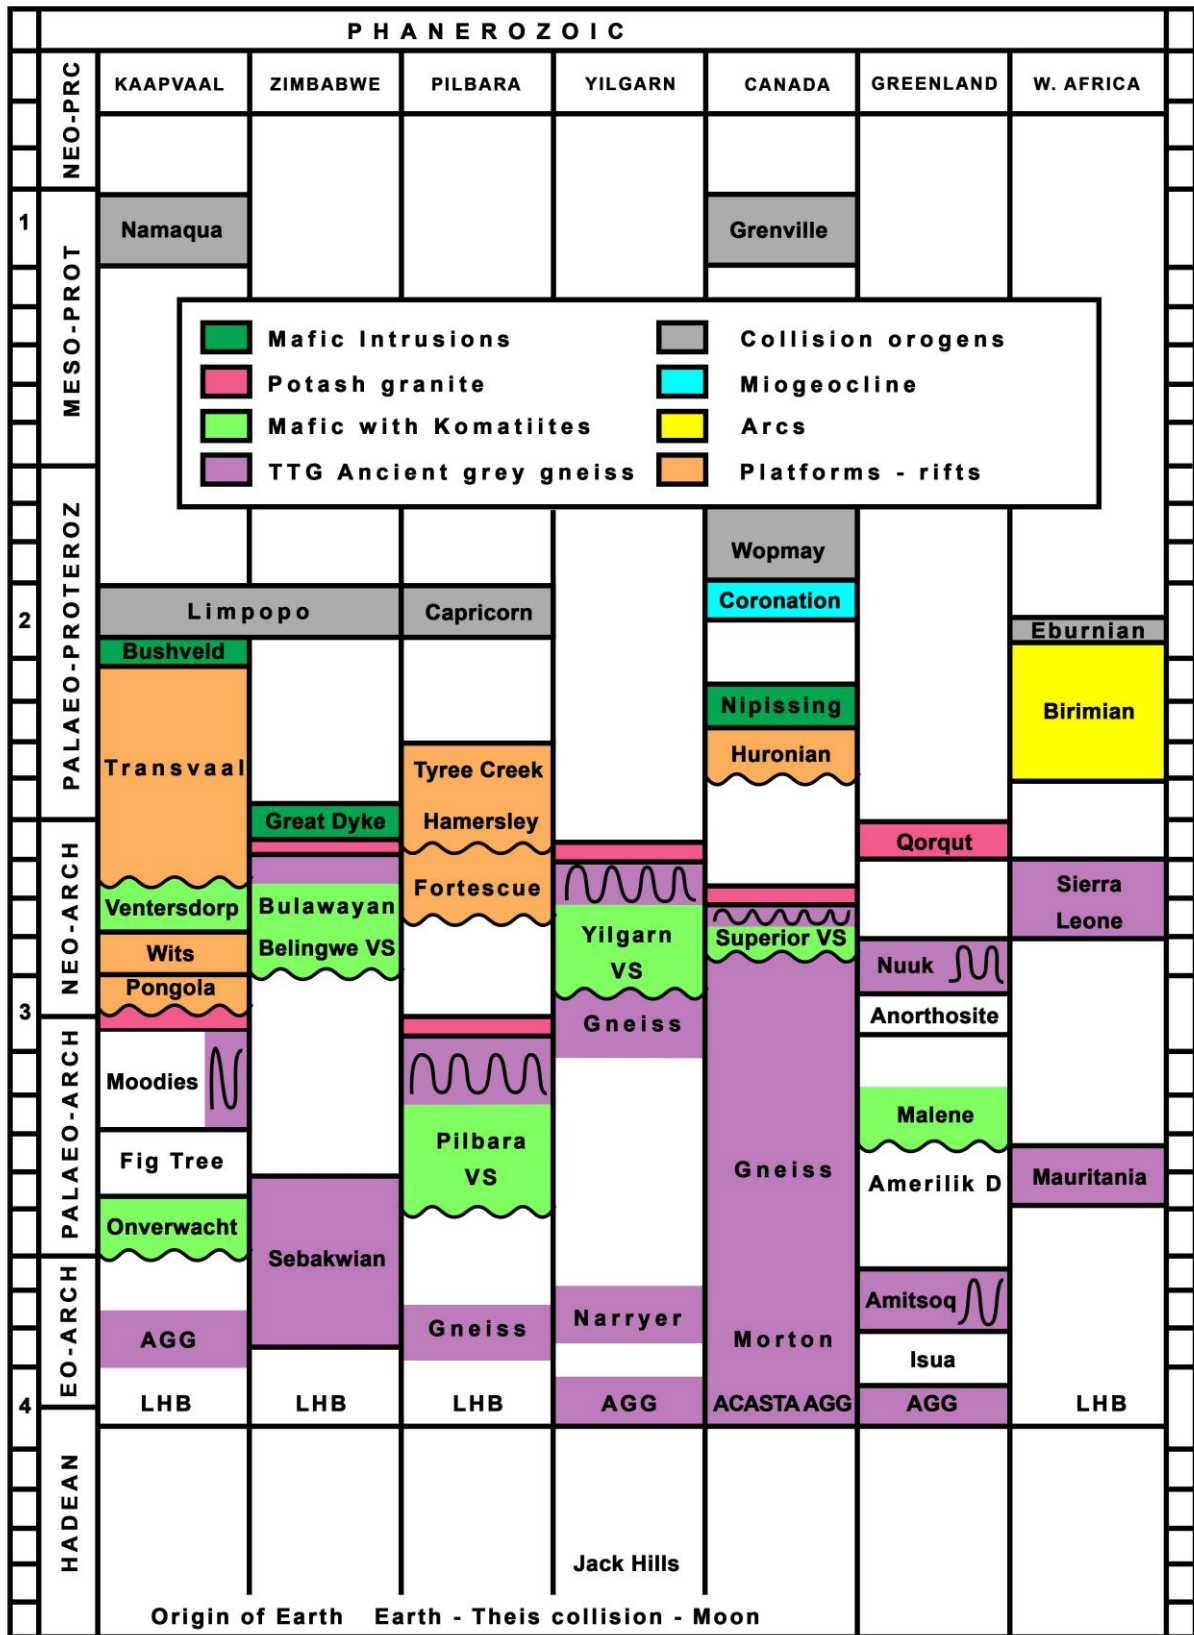 PHANEROZOIC
NEO-PRC
KAAPVAAL ZIMBABWE PILBARA YILGARN CANADA GREENLAND W. AFRICA
1
MESO-PROT
Namaqua Grenville
Mafic Intrusions Collision orogens
Potash granite Miogeocline
Mafic with Komatiites Arcs
TTG Ancient grey gneiss Platforms - rifts
PALAEO-PROTEROZ
Wopmay
Coronation
2
Limpopo Capricorn
Eburnian
Bushveld
Nipissing Birimian
Transvaal Tyree Creek Huronian
Great Dyke Hamersley
NEO-ARCH
Qorqut
Fortescue Sierra
Ventersdorp Bulawayan Leone
Wits Belingwe VS Yilgarn Superior VS
VS Nuuk
Pongola
3
Gneiss Anorthosite
PALAEO-ARCH
Moodies
Malene
Pilbara
Fig Tree VS Gneiss Amerilik D Mauritania
Onverwacht
EO-ARCH
Sebakwian
Amitsoq
AGG Gneiss Narryer Morton
Isua
4
LHB LHB LHB AGG ACASTA AGG AGG LHB
HADEAN
Jack Hills
Origin of Earth Earth - Theis collision - Moon